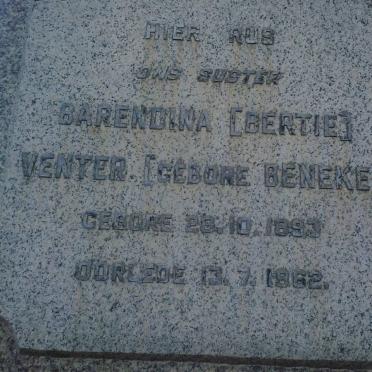 HIER RUS
ONS SUSTER
BARENDINA [BERTIE]
VENTER [GEBORE BENEKE
GEBORE 28.10.1893
OORLEDE 13.7.1962.